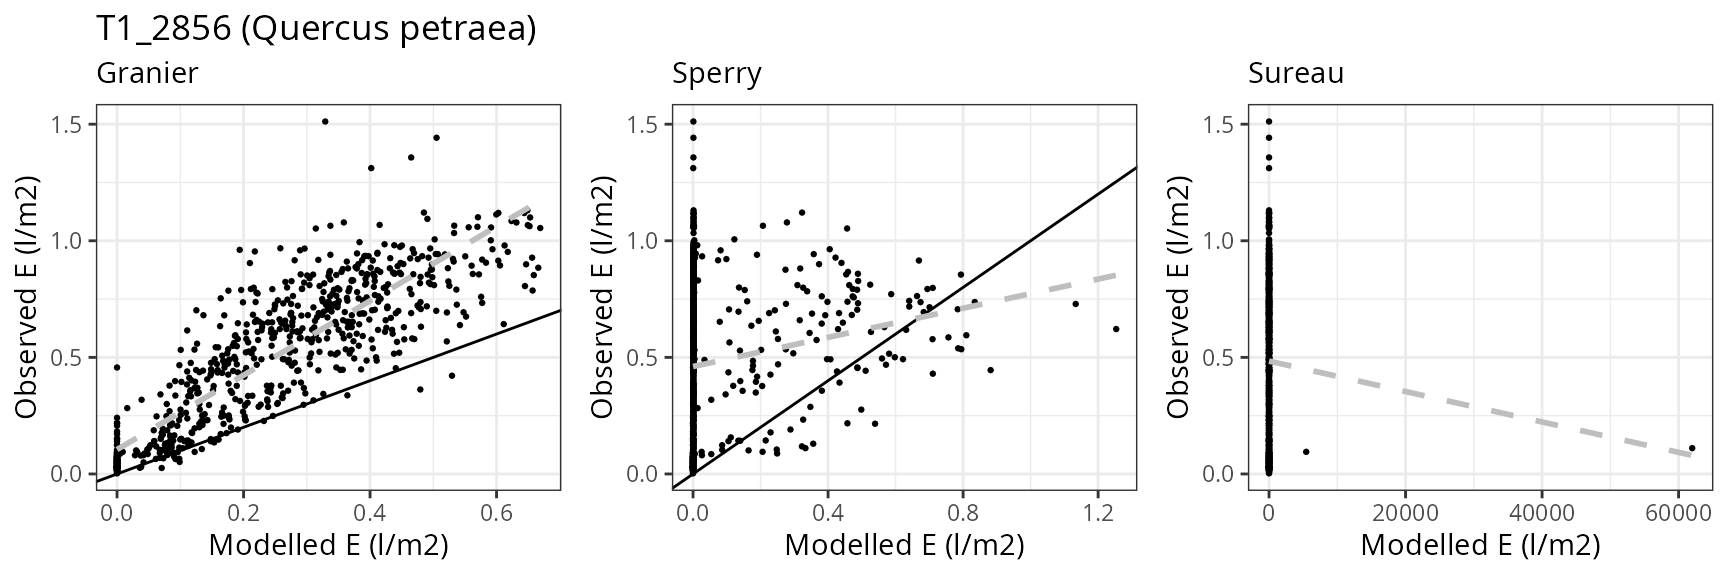 T1_2856 (Quercus petraea)
Granier
Sperry
Sureau
1.5
1.0
0.5
0.0
Observed E (l/m2)
0.0 0.2 0.4 0.6
Modelled E (l/m2)
1.5
1.0
0.5
0.0
Observed E (l/m2)
0.0 0.4 0.8 1.2
Modelled E (l/m2)
1.5
1.0
0.5
0.0
Observed E (l/m2)
0 20000 40000 60000
Modelled E (l/m2)